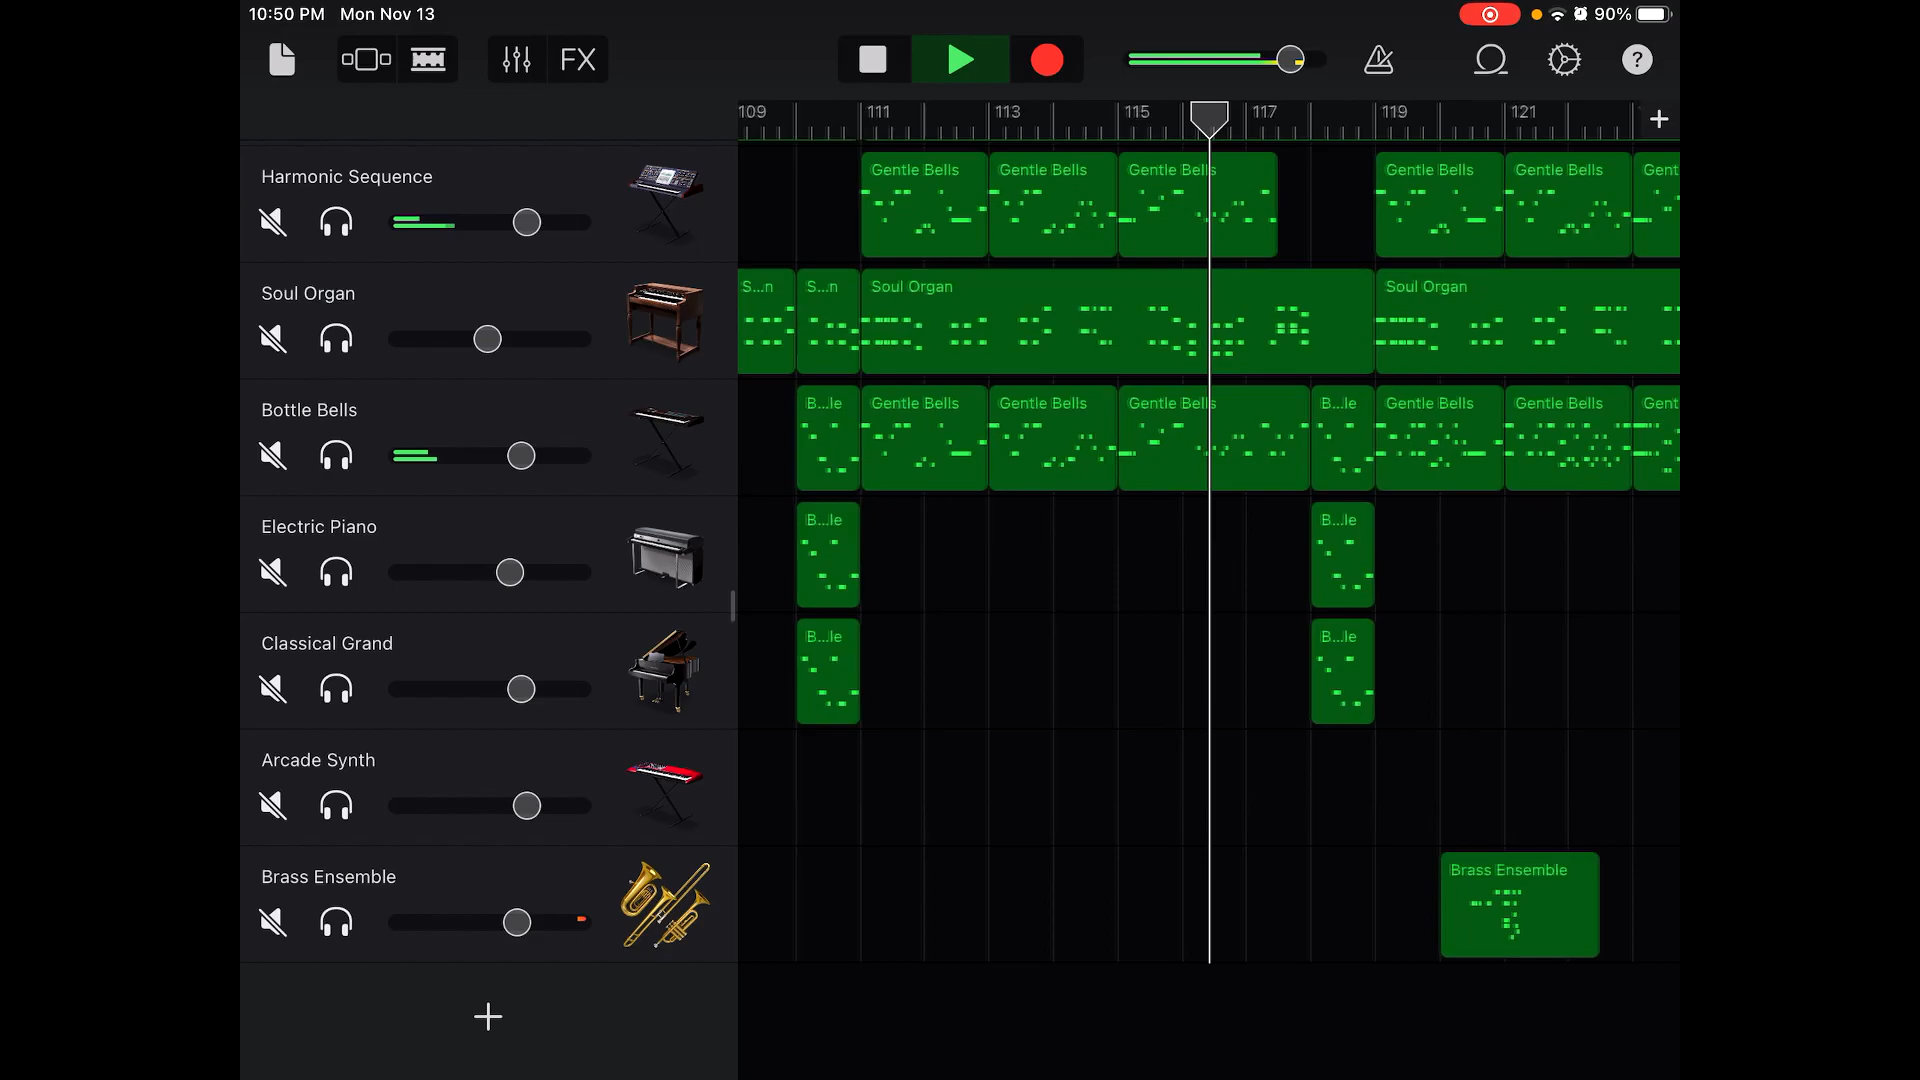 10:50 PM Mon Nov 13
90%
FX
?
109 111 113 115 117 119 121
+
Harmonic Sequence
Gentle Bells Gentle Bells Gentle Bells Gentle Bells Gentle Bells Gent
Soul Organ
S...n S...n Soul Organ Soul Organ
Bottle Bells
B...le Gentle Bells Gentle Bells Gentle Bells B...le Gentle Bells Gentle Bells Gent
Electric Piano
B...le B...le
Classical Grand
B...le B...le
Arcade Synth
Brass Ensemble
Brass Ensemble
+